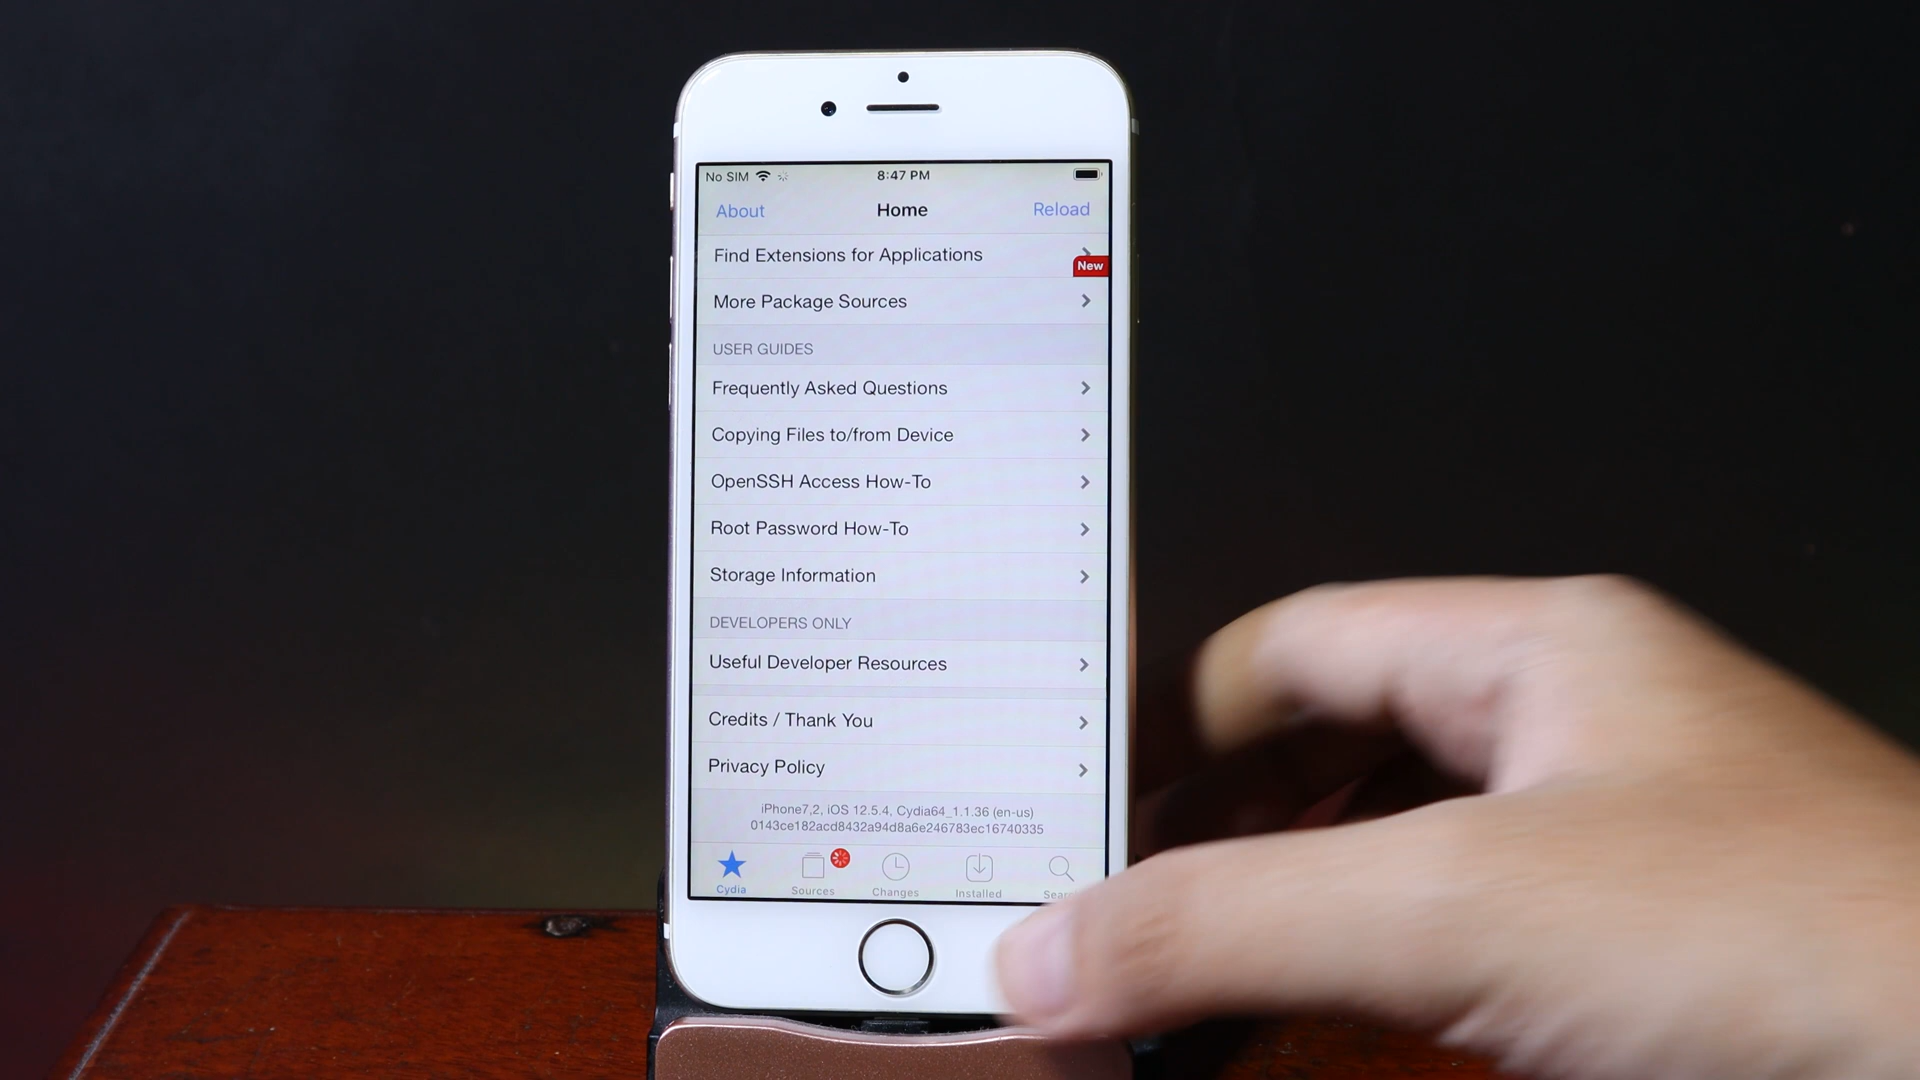 No SIM 8:47 PM
About Home Reload
Find Extensions for Applications
New
More Package Sources
USER GUIDES
Frequently Asked Questions
Copying Files to/from Device
OpenSSH Access How-To
Root Password How-To
Storage Information
DEVELOPERS ONLY
Useful Developer Resources
Credits / Thank You
Privacy Policy
iPhone7,2, iOS 12.5.4, Cydia64_1.1.36 (en-us)
0143ce182acd8432a94d8a6e246783ec16740335
Cydia Sources Changes Installed